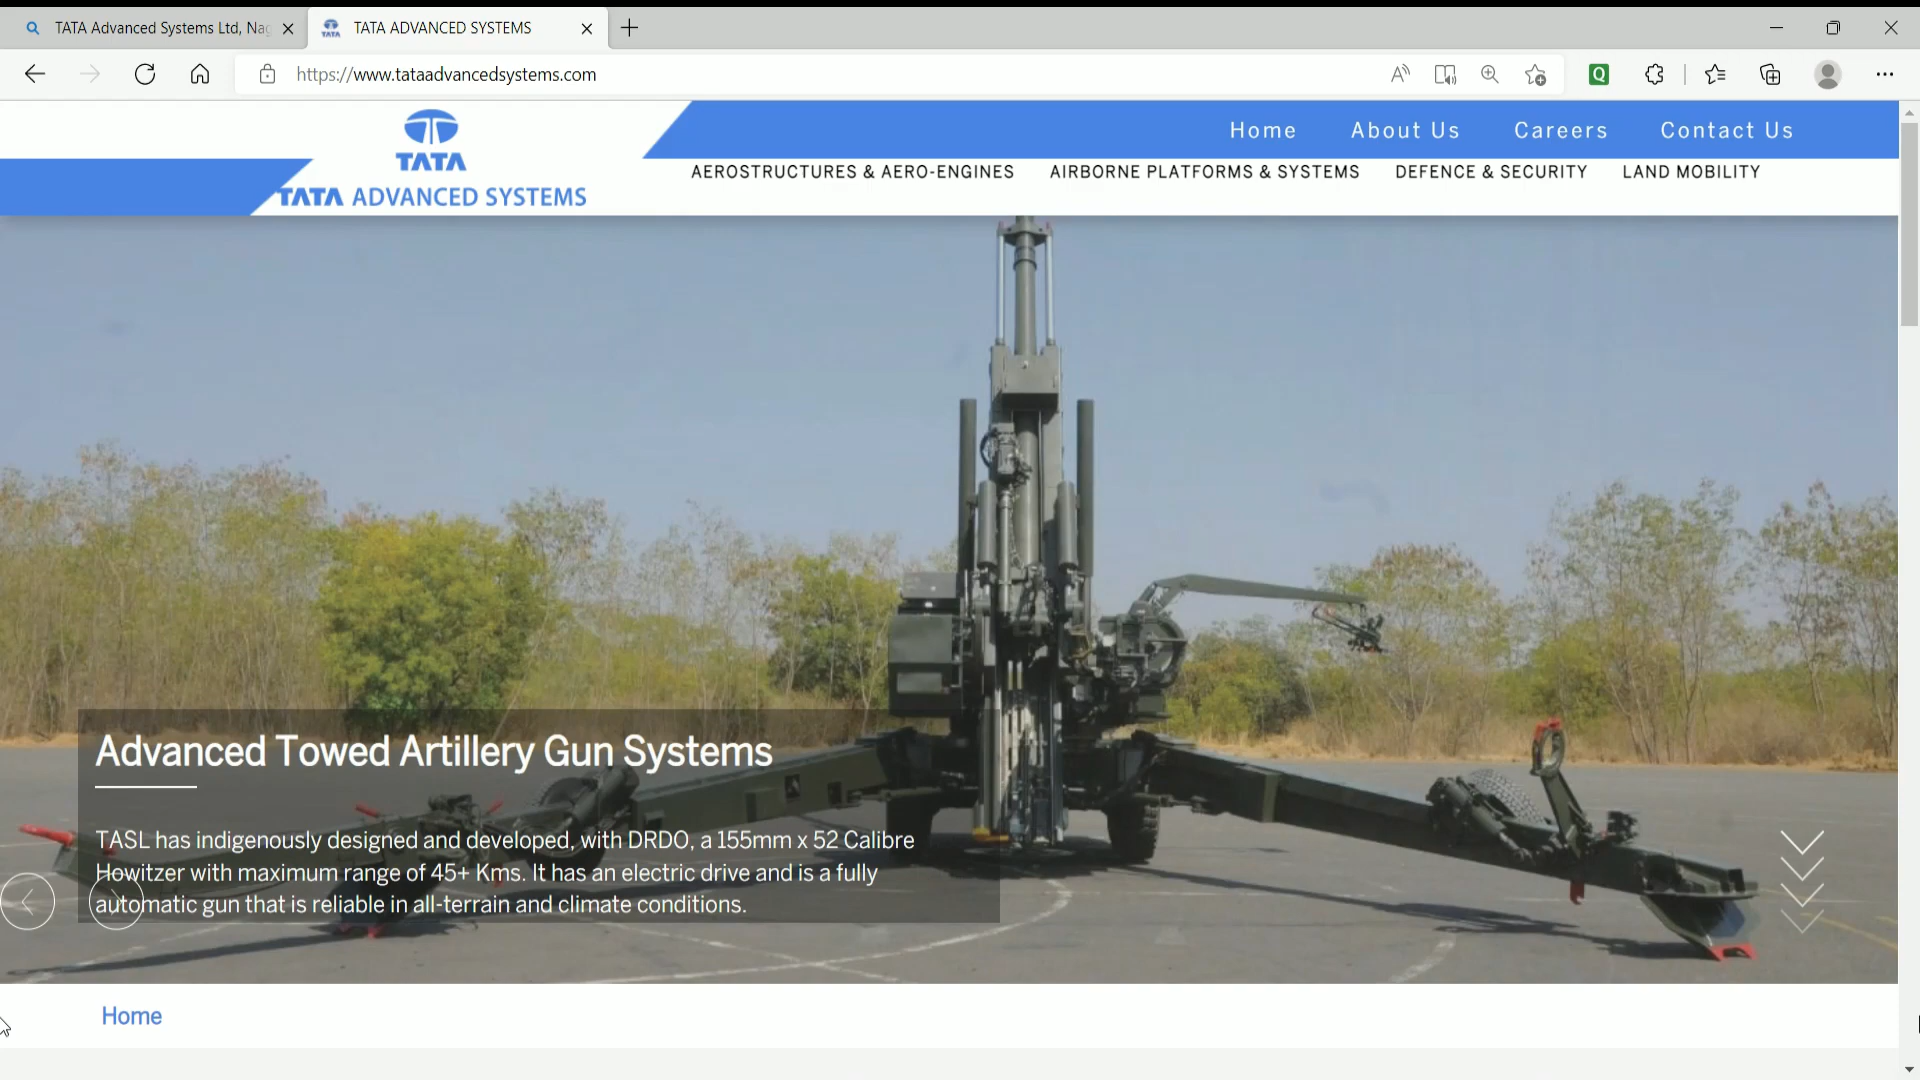 TATA Advanced Systems Ltd, Nag
TATA ADVANCED SYSTEMS
https://www.tataadvancedsystems.com
Home About Us Careers Contact Us
TATA
TATA ADVANCED SYSTEMS
AEROSTRUCTURES & AERO-ENGINES AIRBORNE PLATFORMS & SYSTEMS DEFENCE & SECURITY LAND MOBILITY
Advanced Towed Artillery Gun Systems
TASL has indigenously designed and developed, with DRDO, a 155mm x 52 Calibre
Howitzer with maximum range of 45+ Kms. It has an electric drive and is a fully
automatic gun that is reliable in all-terrain and climate conditions.
Home